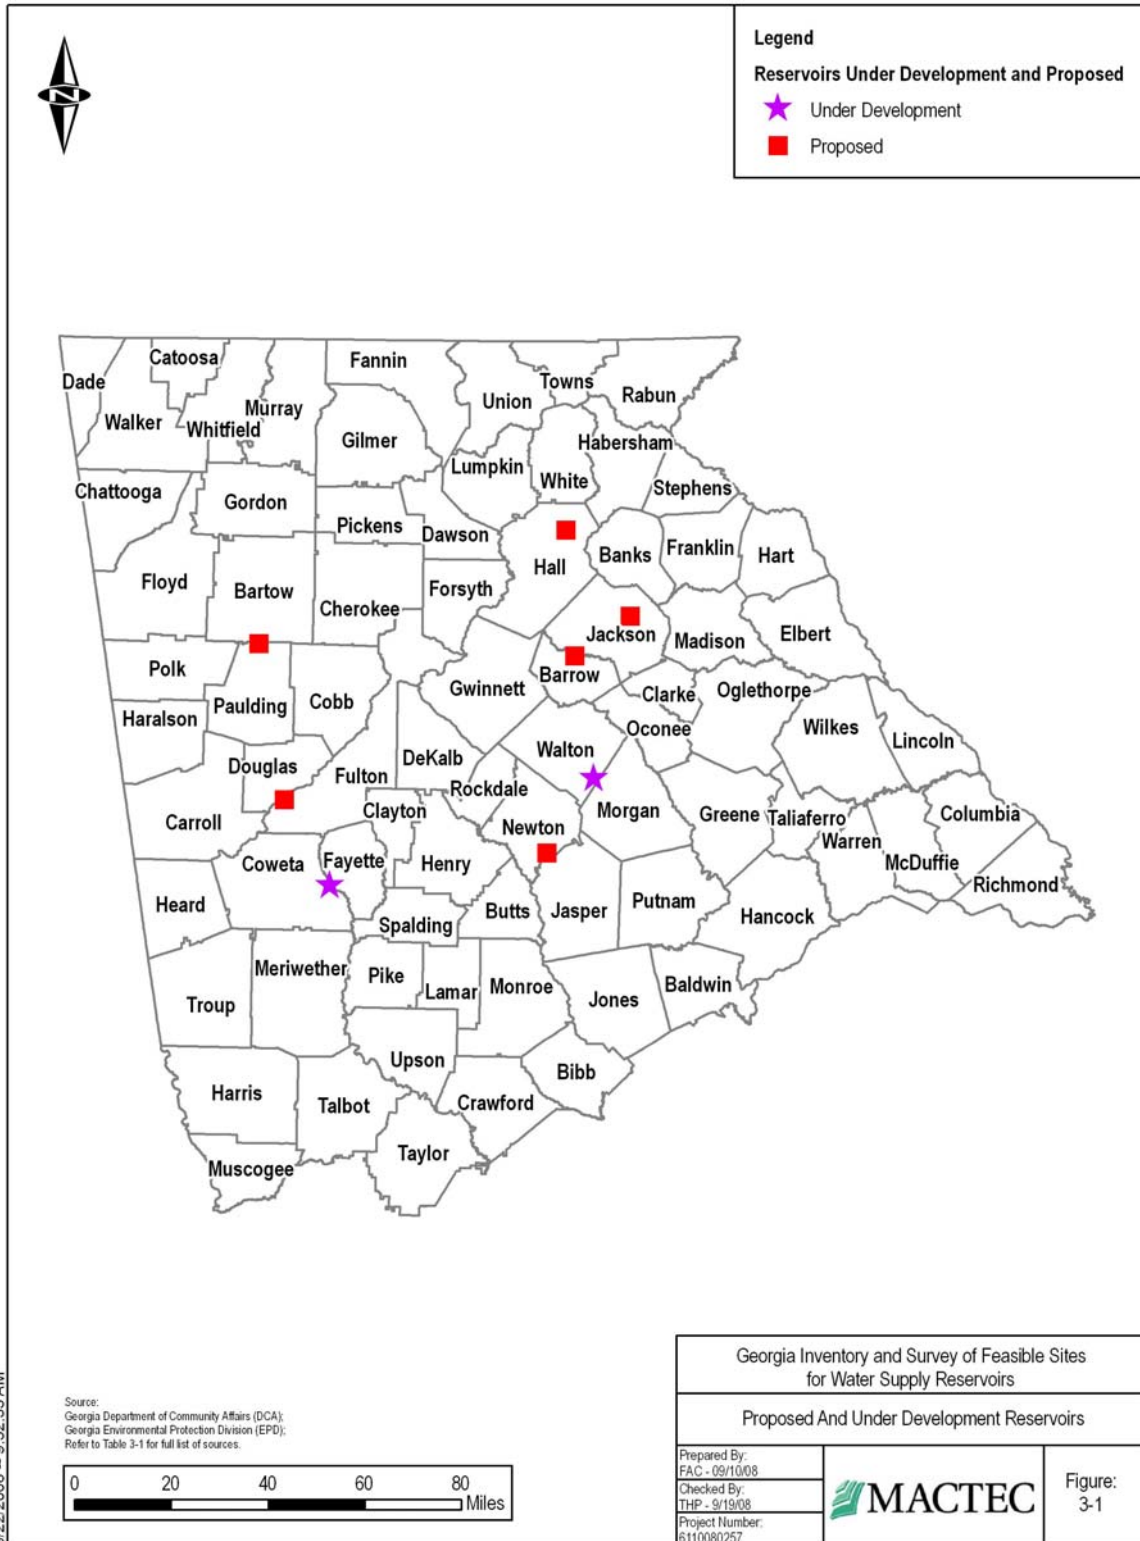 Legend
Reservoirs Under Development and Proposed
Under Development
Proposed
N
Catoosa
Fannin
Dade
Towns
Rabun
Union
Murray
Walker
Whitfield
Gilmer
Habersham
Lumpkin
White
Stephens
Chattooga
Gordon
Pickens
Dawson
Hall
Banks
Franklin
Hart
Floyd
Bartow
Forsyth
Cherokee
Jackson
Madison
Elbert
Polk
Barrow
Gwinnett
Clarke
Oglethorpe
Paulding
Cobb
Haralson
Oconee
Wilkes
Lincoln
Walton
DeKalb
Douglas
Fulton
Rockdale
Clayton
Morgan
Greene
Taliaferro
Columbia
Carroll
Newton
Warren
Coweta
Fayette
Henry
McDuffie
Richmond
Heard
Butts
Jasper
Putnam
Hancock
Spalding
Meriwether
Pike
Lamar
Monroe
Baldwin
Troup
Jones
Upson
Bibb
Harris
Talbot
Crawford
Taylor
Muscogee
Source:
Georgia Department of Community Affairs (DCA);
Georgia Environmental Protection Division (EPD);
Refer to Table 3-1 for full list of sources.
0 20 40 60 80
Miles
Georgia Inventory and Survey of Feasible Sites
for Water Supply Reservoirs
Proposed And Under Development Reservoirs
Prepared By:
FAC - 09/10/08
Checked By:
THP - 9/19/08
Project Number:
6110080257
MACTEC
Figure:
3-1